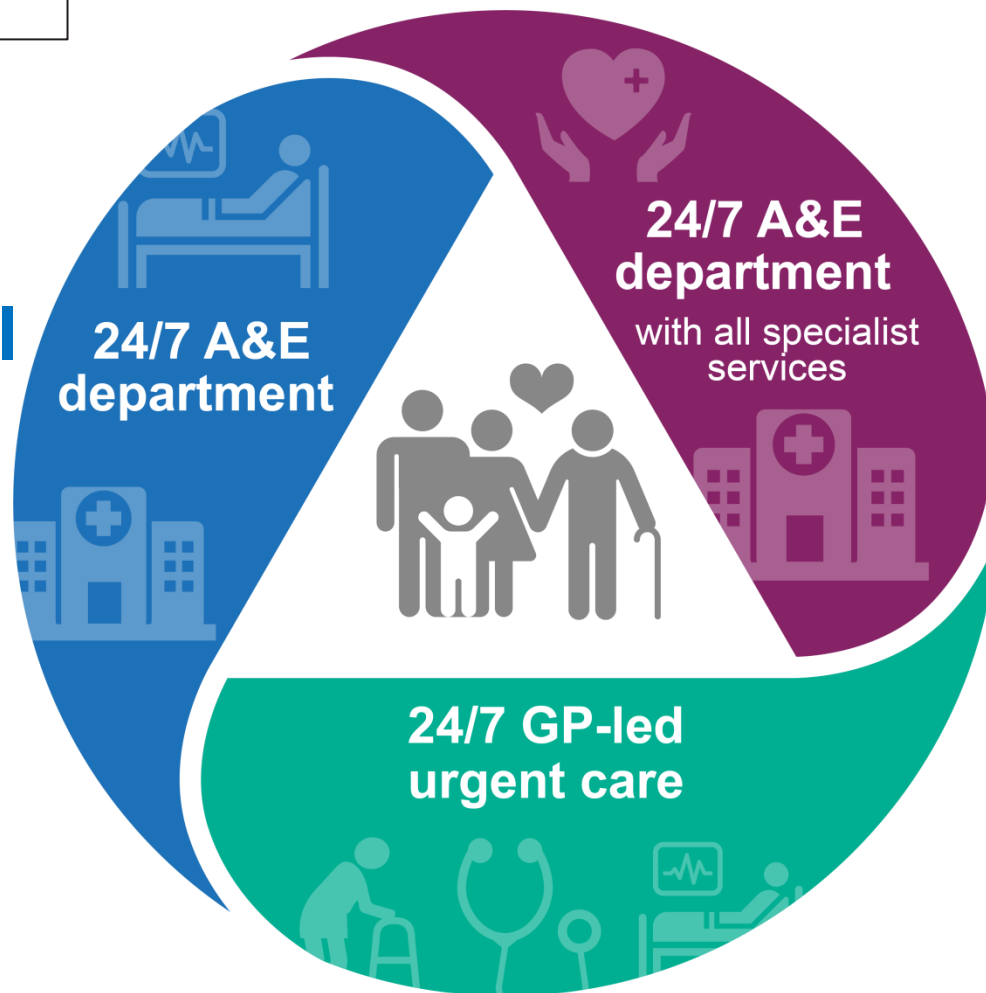 24/7 A&E
department
24/7 A&E
department
with all specialist
services
24/7 GP-led
urgent care